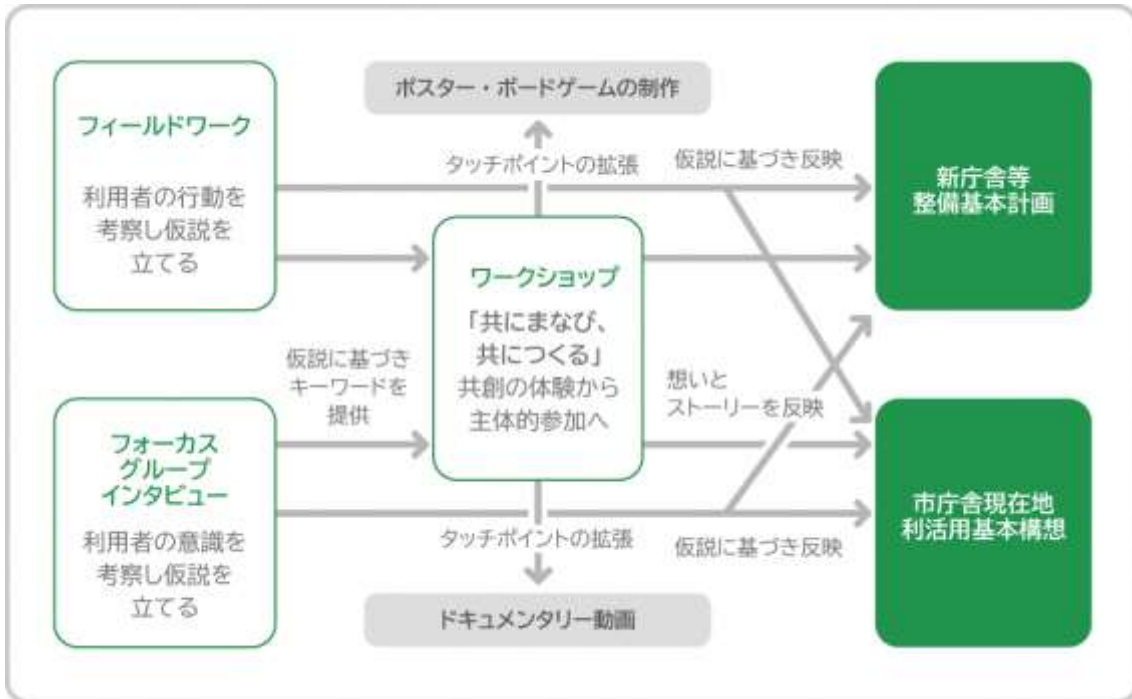 フィールドワーク
利用者の行動を
考察し仮説を
立てる
フォーカス
グループ
インタビュー
利用者の意識を
考察し仮説を
立てる
仮説に基づき
キーワードを
提供
ポスター・ボードゲームの制作
タッチポイントの拡張
ワークショップ
「共にまなび、
共につくる」
共創の体験から
主体的参加へ
タッチポイントの拡張
ドキュメンタリー動画
仮説に基づき反映
想いと
ストーリーを反映
仮説に基づき反映
新庁舎等
整備基本計画
市庁舎現在地
利活用基本構想